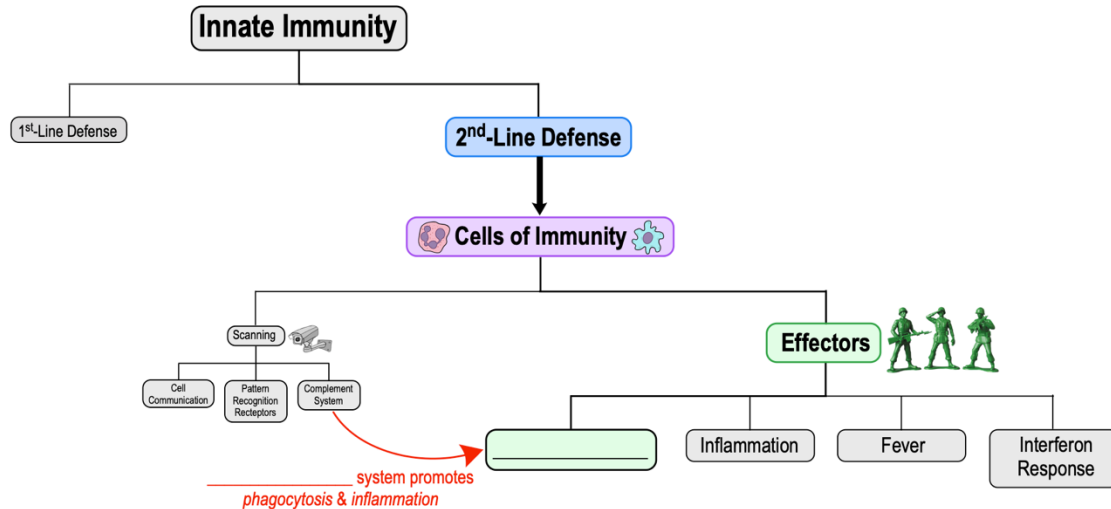 Innate Immunity
1st-Line Defense
2nd-Line Defense
Cells of Immunity
Scanning
Effectors
Cell
Communication
Pattern
Recognition
Recteptors
Complement
System
Inflammation
Fever
Interferon
Response
____________________ system promotes
phagocytosis & inflammation